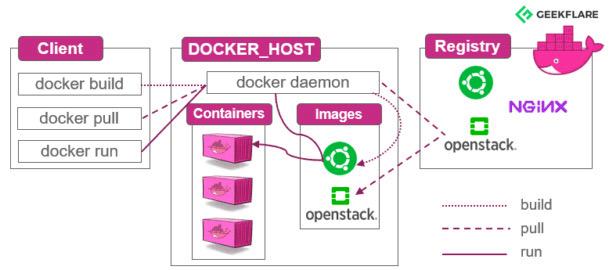 GEEKFLARE
Client
DOCKER_HOST
Registry
docker build
docker daemon
docker pull
Containers
Images
NGiNX
docker run
openstack.
openstack.
build
pull
run